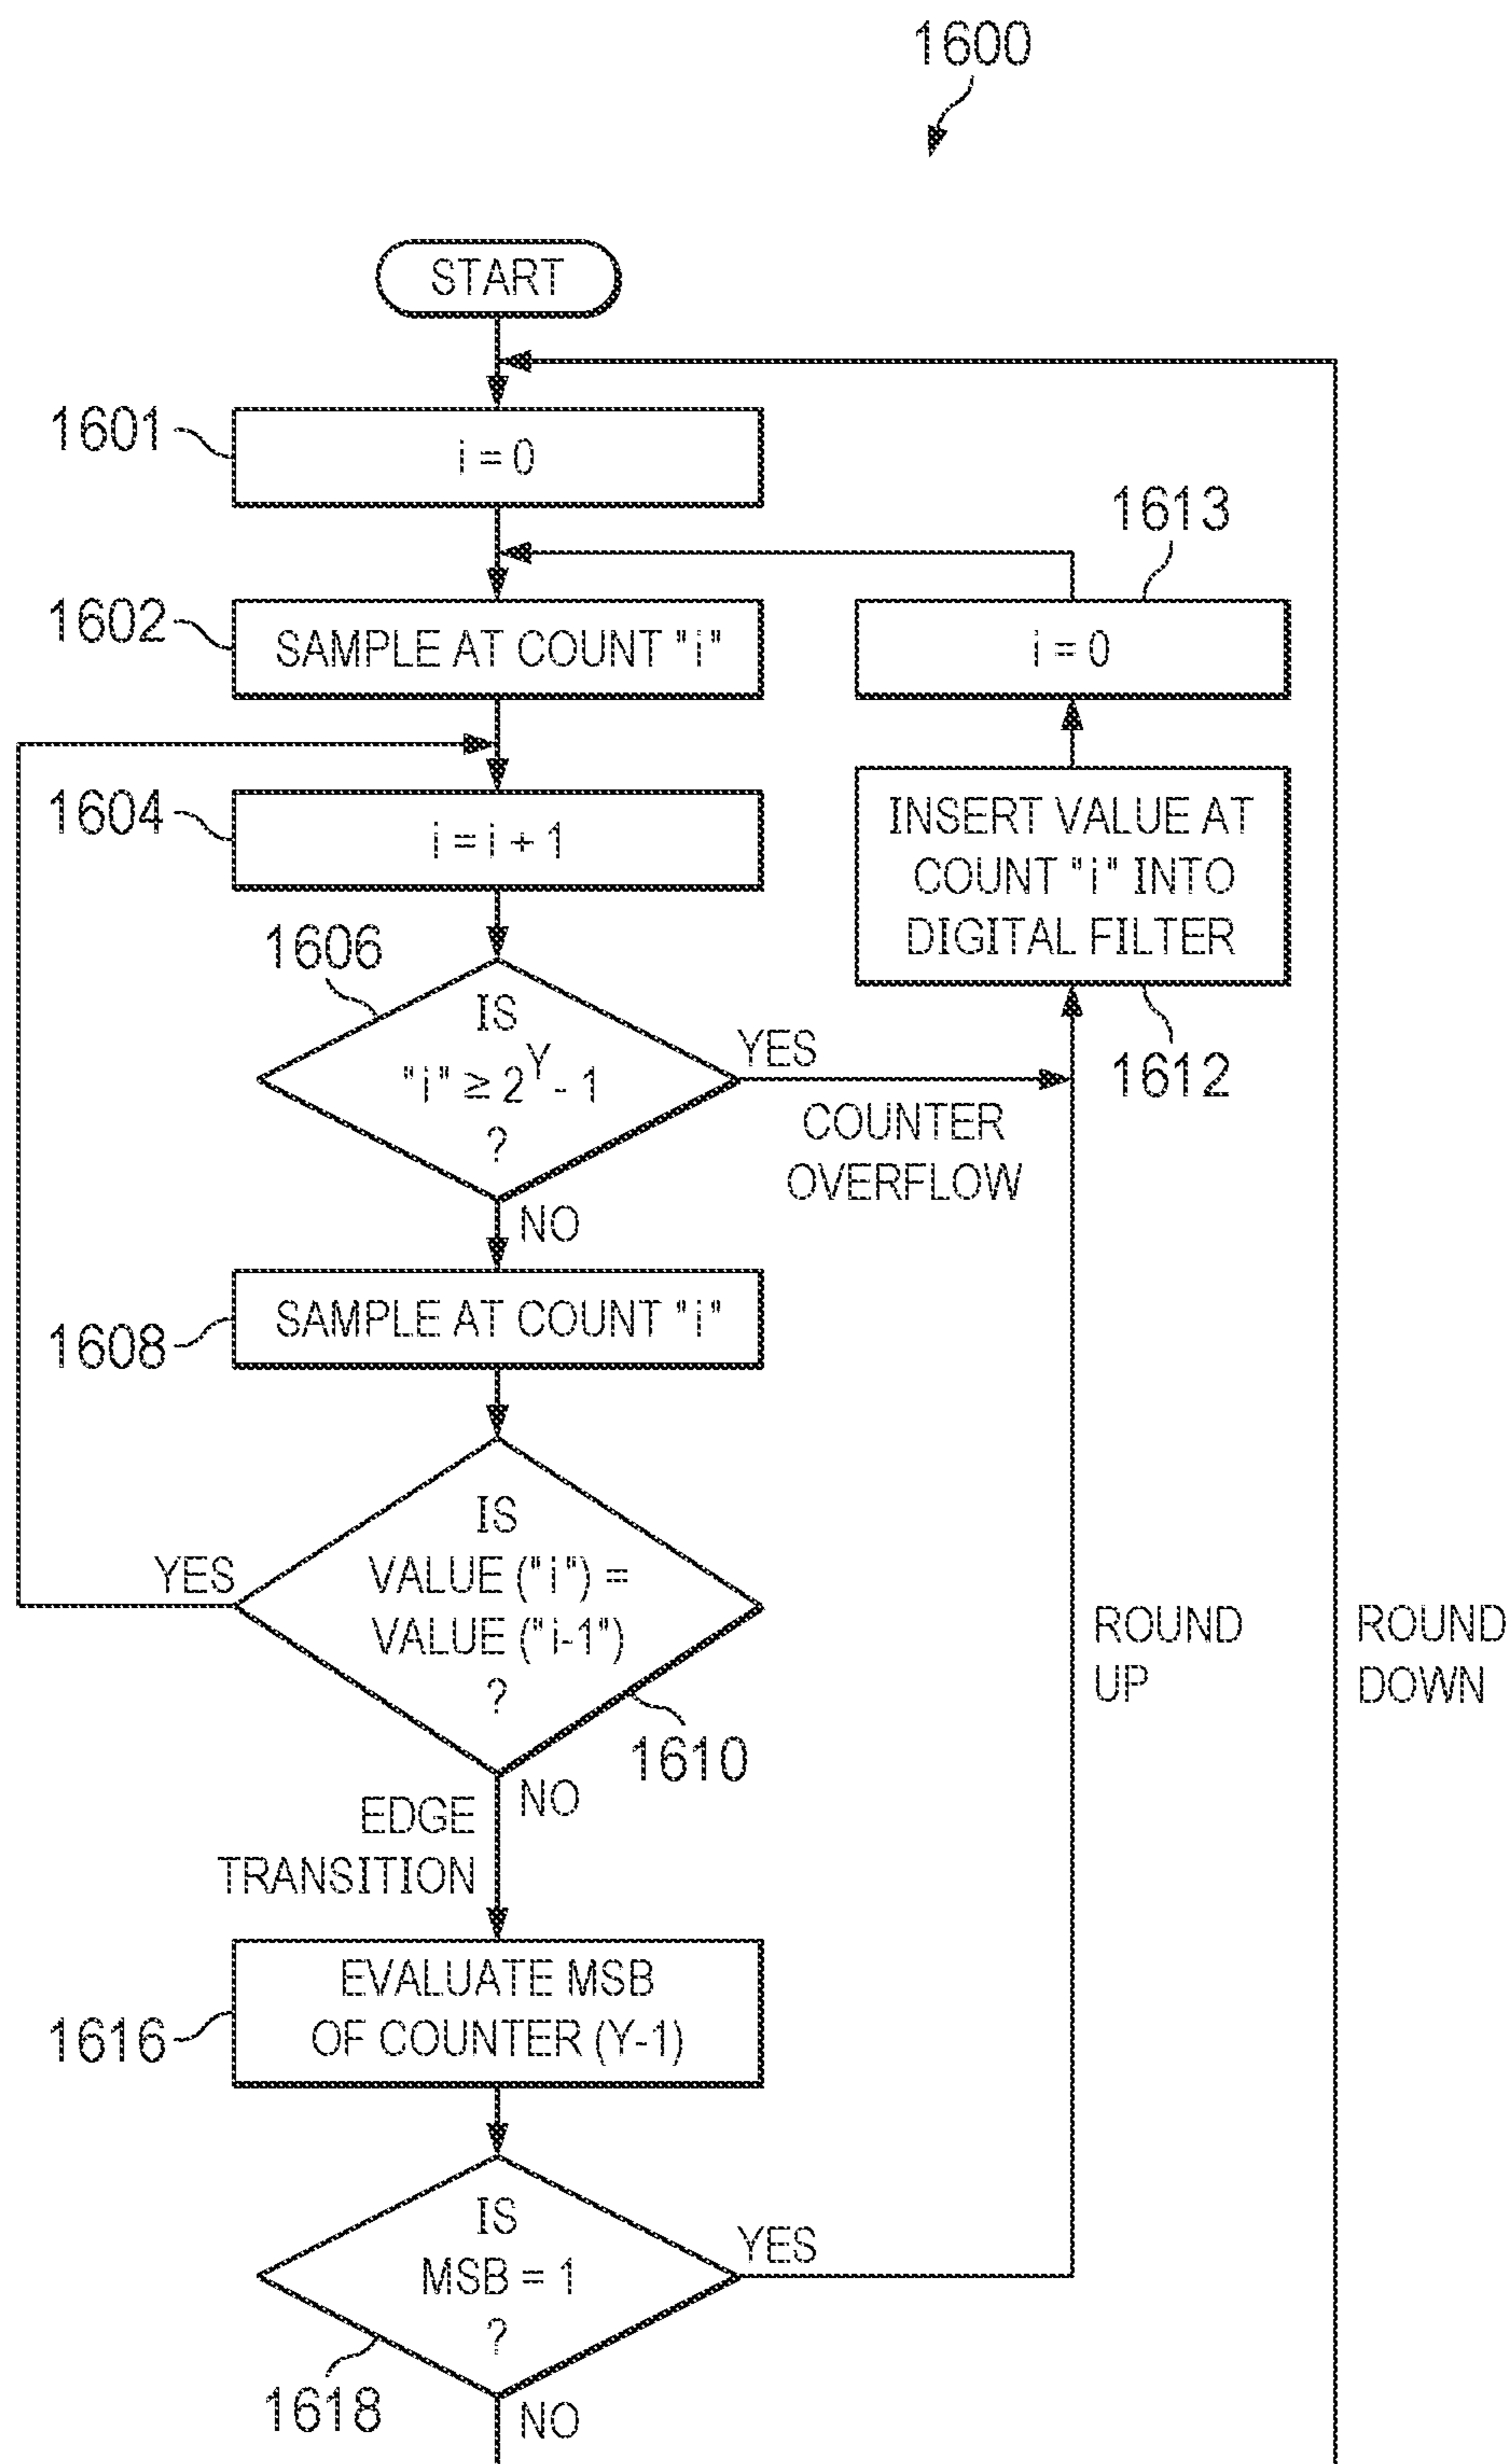 1600
START
1601
i = 0
1613
1602
SAMPLE AT COUNT "i"
i = 0
1604
i = i + 1
INSERT VALUE AT
COUNT "i" INTO
DIGITAL FILTER
1606
IS
"i" ≥ 2^Y - 1
?
YES
1612
COUNTER
OVERFLOW
NO
1608
SAMPLE AT COUNT "i"
IS
VALUE ("i") =
VALUE ("i-1")
?
YES
1610
ROUND
UP
ROUND
DOWN
NO
EDGE
TRANSITION
1616
EVALUATE MSB
OF COUNTER (Y-1)
IS
MSB = 1
?
YES
1618
NO